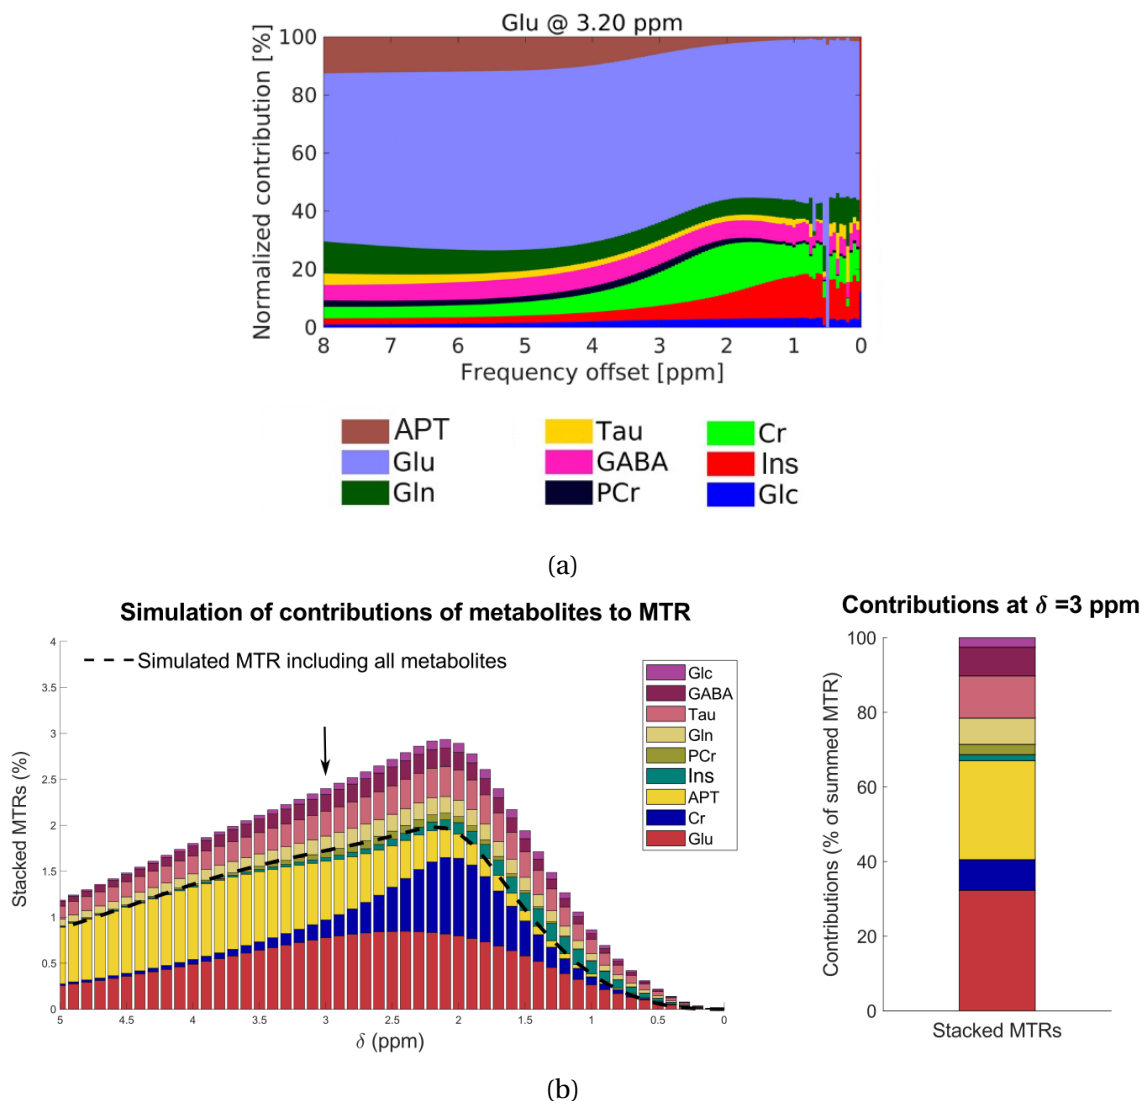 Glu @ 3.20 ppm
Normalized contribution [%]
100
80
60
40
20
0
8 7 6 5 4 3 2 1 0
Frequency offset [ppm]
APT Tau Cr
Glu GABA Ins
Gln PCr Glc
(a)
Simulation of contributions of metabolites to MTR
Stacked MTRs (%)
4
3.5
3
2.5
2
1.5
1
0.5
0
Simulated MTR including all metabolites
Glc
GABA
Tau
Gln
PCr
Ins
APT
Cr
Glu
5 4.5 4 3.5 3 2.5 2 1.5 1 0.5 0
δ (ppm)
Contributions at δ =3 ppm
Contributions (% of summed MTR)
100
80
60
40
20
0
Stacked MTRs
(b)